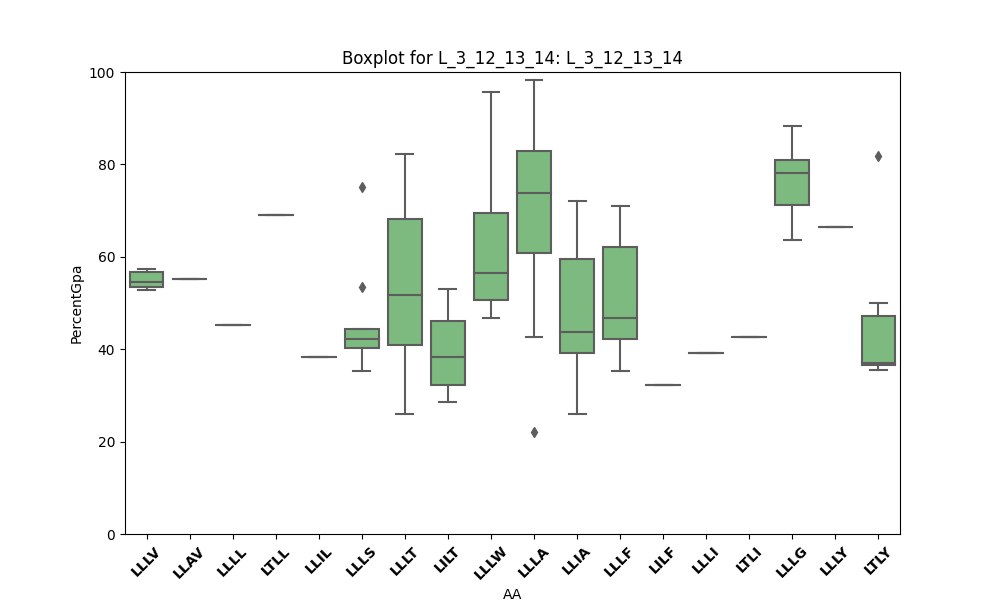 Boxplot for L_3_12_13_14: L_3_12_13_14
100
80
60
40
20
0
PercentGpa
LLLV LLAV LLLL LTLL LLIL LLLS LLLT LILT LLLW LLLA LLIA LLLF LILF LLLI LTLI LLLG LLLY LTLY
AA